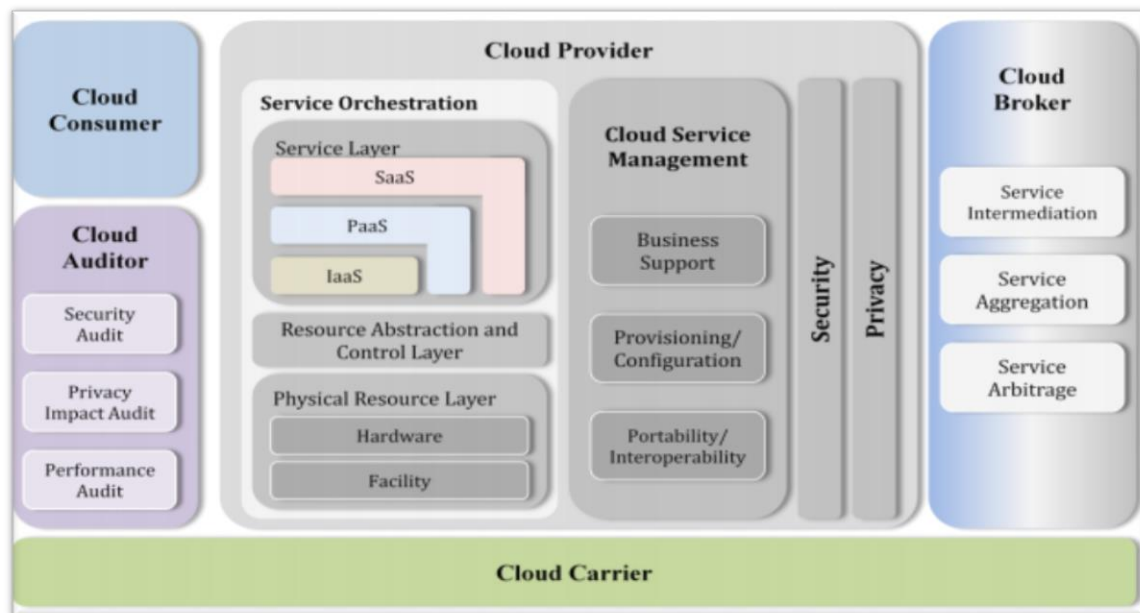 Cloud
Consumer
Cloud
Auditor
Security
Audit
Privacy
Impact Audit
Performance
Audit
Cloud Provider
Service Orchestration
Service Layer
SaaS
PaaS
IaaS
Resource Abstraction and
Control Layer
Physical Resource Layer
Hardware
Facility
Cloud Service
Management
Business
Support
Provisioning/
Configuration
Portability/
Interoperability
Security
Privacy
Cloud
Broker
Service
Intermediation
Service
Aggregation
Service
Arbitrage
Cloud Carrier